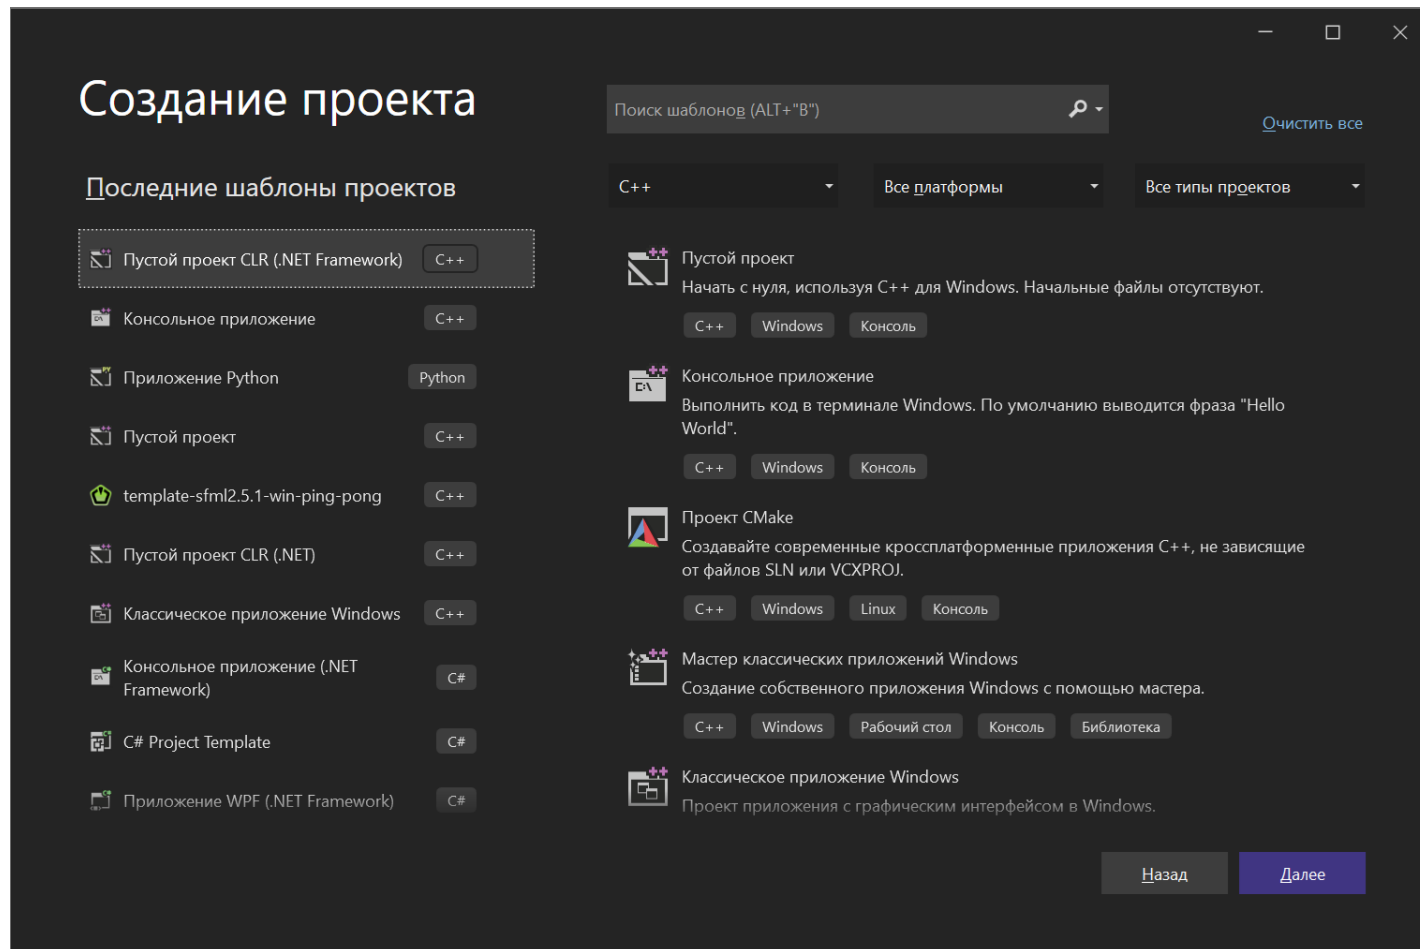 Создание проекта
Поиск шаблонов (ALT+"В")
Очистить все
Последние шаблоны проектов
C++
Все платформы
Все типы проектов
Пустой проект CLR (.NET Framework)
C++
Консольное приложение
C++
Приложение Python
Python
Пустой проект
C++
template-sfml2.5.1-win-ping-pong
C++
Пустой проект CLR (.NET)
C++
Классическое приложение Windows
C++
Консольное приложение (.NET
Framework)
C#
C# Project Template
C#
Приложение WPF (.NET Framework)
C#
Пустой проект
Начать с нуля, используя C++ для Windows. Начальные файлы отсутствуют.
C++ Windows Консоль
Консольное приложение
Выполнить код в терминале Windows. По умолчанию выводится фраза "Hello
World".
C++ Windows Консоль
Проект CMake
Создавайте современные кроссплатформенные приложения C++, не зависящие
от файлов SLN или VCXPROJ.
C++ Windows Linux Консоль
Мастер классических приложений Windows
Создание собственного приложения Windows с помощью мастера.
C++ Windows Рабочий стол Консоль Библиотека
Классическое приложение Windows
Проект приложения с графическим интерфейсом в Windows.
Назад
Далее